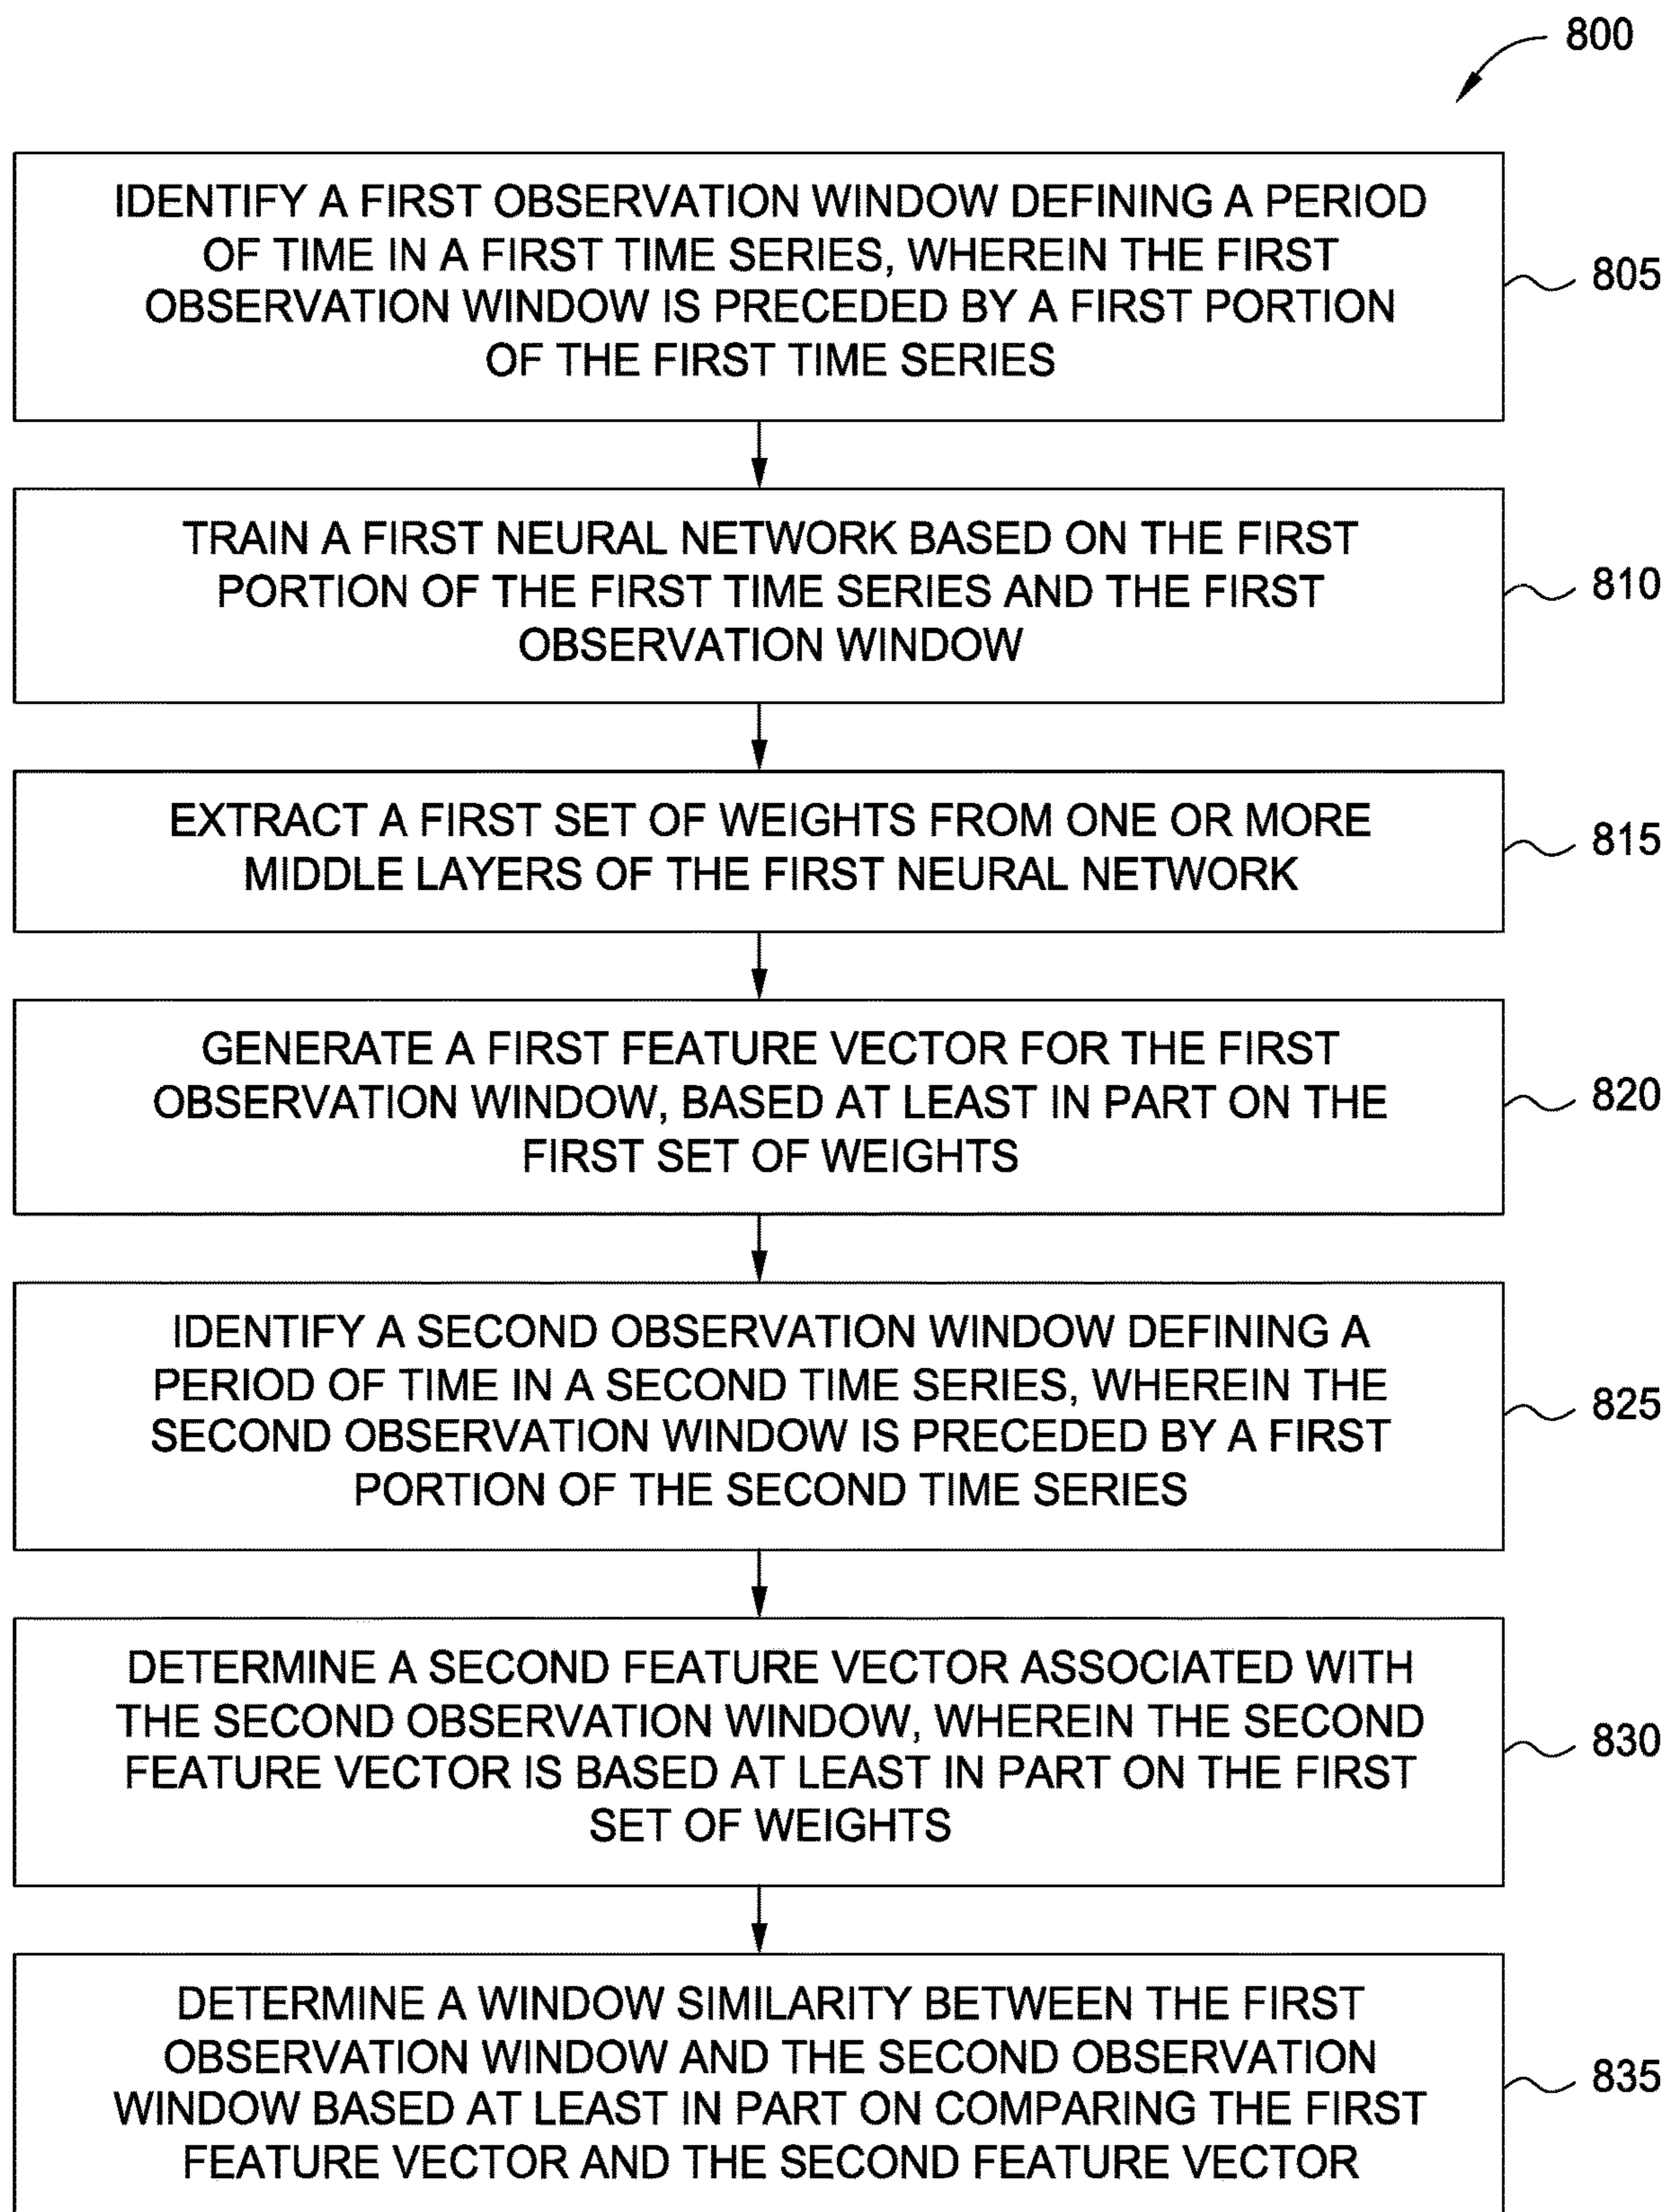 800
IDENTIFY A FIRST OBSERVATION WINDOW DEFINING A PERIOD
OF TIME IN A FIRST TIME SERIES, WHEREIN THE FIRST
OBSERVATION WINDOW IS PRECEDED BY A FIRST PORTION
OF THE FIRST TIME SERIES
805
TRAIN A FIRST NEURAL NETWORK BASED ON THE FIRST
PORTION OF THE FIRST TIME SERIES AND THE FIRST
OBSERVATION WINDOW
810
EXTRACT A FIRST SET OF WEIGHTS FROM ONE OR MORE
MIDDLE LAYERS OF THE FIRST NEURAL NETWORK
815
GENERATE A FIRST FEATURE VECTOR FOR THE FIRST
OBSERVATION WINDOW, BASED AT LEAST IN PART ON THE
FIRST SET OF WEIGHTS
820
IDENTIFY A SECOND OBSERVATION WINDOW DEFINING A
PERIOD OF TIME IN A SECOND TIME SERIES, WHEREIN THE
SECOND OBSERVATION WINDOW IS PRECEDED BY A FIRST
PORTION OF THE SECOND TIME SERIES
825
DETERMINE A SECOND FEATURE VECTOR ASSOCIATED WITH
THE SECOND OBSERVATION WINDOW, WHEREIN THE SECOND
FEATURE VECTOR IS BASED AT LEAST IN PART ON THE FIRST
SET OF WEIGHTS
830
DETERMINE A WINDOW SIMILARITY BETWEEN THE FIRST
OBSERVATION WINDOW AND THE SECOND OBSERVATION
WINDOW BASED AT LEAST IN PART ON COMPARING THE FIRST
FEATURE VECTOR AND THE SECOND FEATURE VECTOR
835